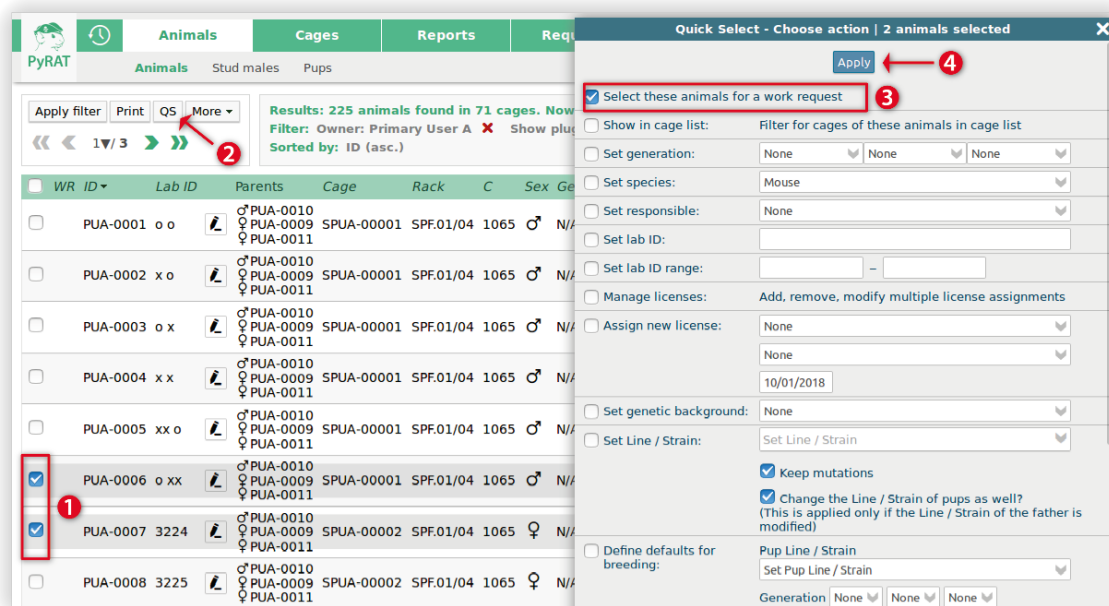 PyRAT
Animals Cages Reports Requ
Animals Stud males Pups
Apply filter Print QS More
1 / 3
2
Results: 225 animals found in 71 cages. Now
Filter: Owner: Primary User A Show plug
Sorted by: ID (asc.)
WR ID Lab ID Parents Cage Rack C Sex Ge
♂PUA-0010
PUA-0001 o o ♀PUA-0009 SPUA-00001 SPF.01/04 1065 ♂ N/A
♀PUA-0011
♂PUA-0010
PUA-0002 x o ♀PUA-0009 SPUA-00001 SPF.01/04 1065 ♂ N/A
♀PUA-0011
♂PUA-0010
PUA-0003 o x ♀PUA-0009 SPUA-00001 SPF.01/04 1065 ♂ N/A
♀PUA-0011
♂PUA-0010
PUA-0004 x x ♀PUA-0009 SPUA-00001 SPF.01/04 1065 ♂ N/A
♀PUA-0011
♂PUA-0010
PUA-0005 xx o ♀PUA-0009 SPUA-00001 SPF.01/04 1065 ♂ N/A
♀PUA-0011
♂PUA-0010
PUA-0006 o xx ♀PUA-0009 SPUA-00001 SPF.01/04 1065 ♂ N/A
♀PUA-0011
1
♂PUA-0010
PUA-0007 3224 ♀PUA-0009 SPUA-00002 SPF.01/04 1065 ♀ N/A
♀PUA-0011
♂PUA-0010
PUA-0008 3225 ♀PUA-0009 SPUA-00002 SPF.01/04 1065 ♀ N/A
♀PUA-0011
Quick Select - Choose action | 2 animals selected
Apply 4
Select these animals for a work request 3
Show in cage list: Filter for cages of these animals in cage list
Set generation: None None None
Set species: Mouse
Set responsible: None
Set lab ID:
Set lab ID range: –
Manage licenses: Add, remove, modify multiple license assignments
Assign new license: None
None
10/01/2018
Set genetic background: None
Set Line / Strain: Set Line / Strain
Keep mutations
Change the Line / Strain of pups as well?
(This is applied only if the Line / Strain of the father is
modified)
Define defaults for Pup Line / Strain
breeding: Set Pup Line / Strain
Generation None None None